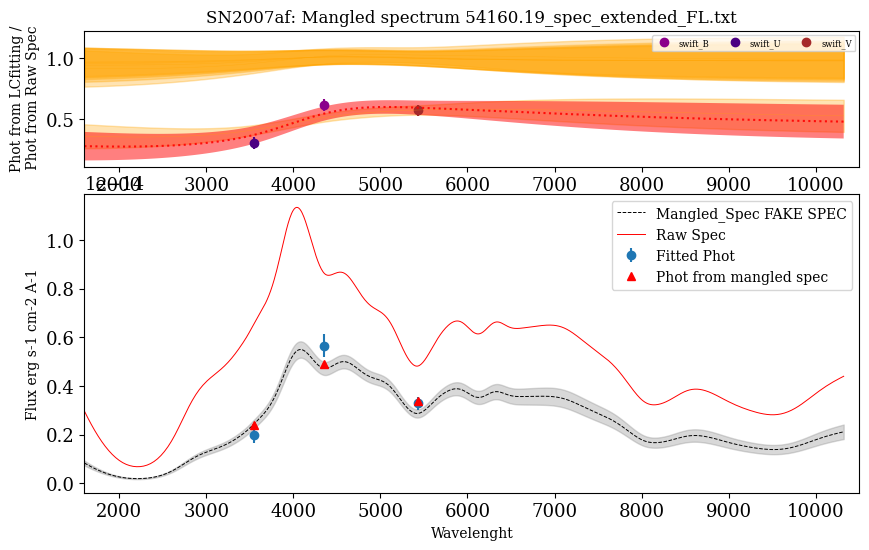 SN2007af: Mangled spectrum 54160.19_spec_extended_FL.txt
Phot from LCfitting /
Phot from Raw Spec
1.0
0.5
swift_B swift_U swift_V
2000 3000 4000 5000 6000 7000 8000 9000 10000
1e−14
Flux erg s-1 cm-2 A-1
1.0
0.8
0.6
0.4
0.2
0.0
Mangled_Spec FAKE SPEC
Raw Spec
Fitted Phot
Phot from mangled spec
2000 3000 4000 5000 6000 7000 8000 9000 10000
Wavelenght